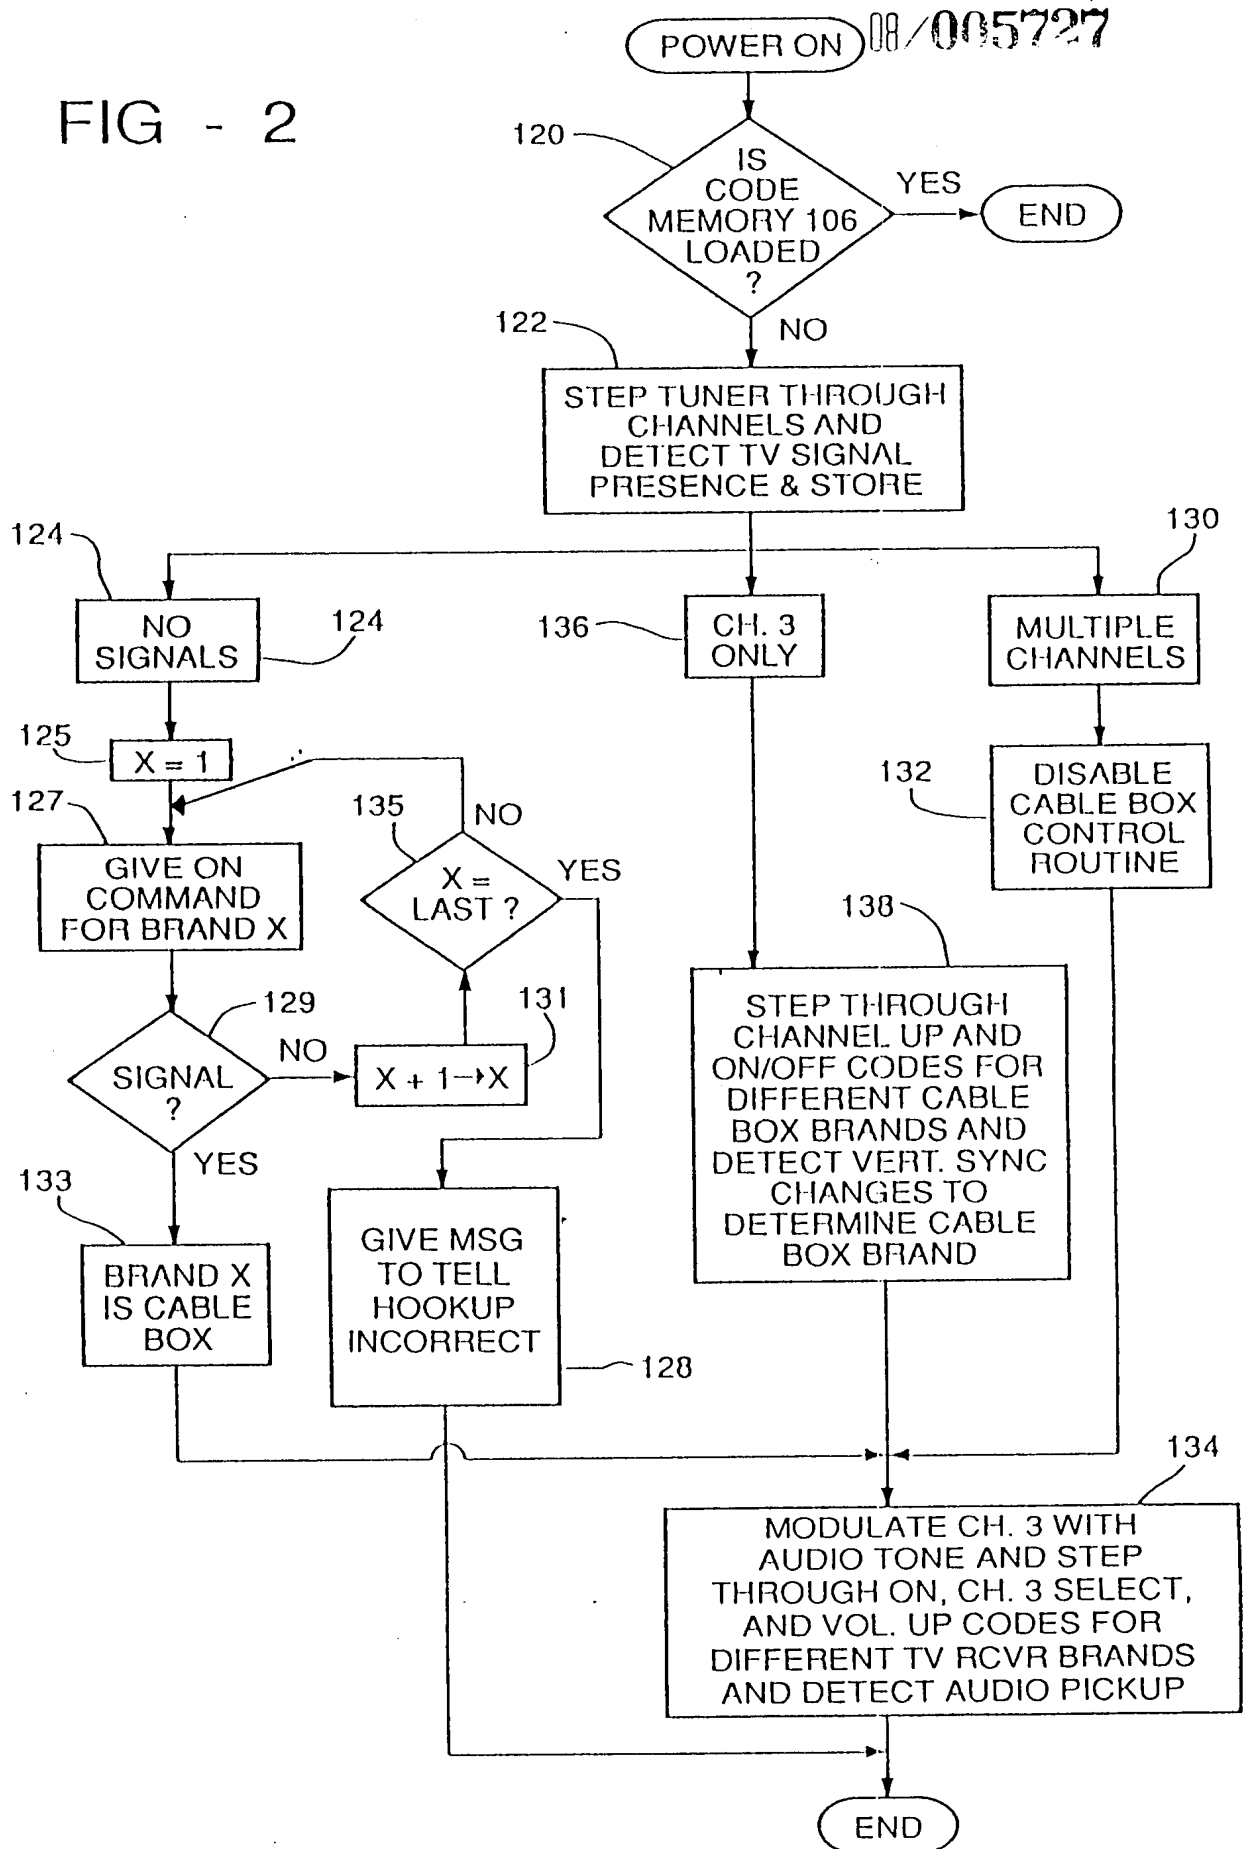 POWER ON
08/005727
FIG - 2
120
IS
CODE
MEMORY 106
LOADED
?
YES
END
NO
122
STEP TUNER THROUGH
CHANNELS AND
DETECT TV SIGNAL
PRESENCE & STORE
124
NO
SIGNALS
124
136
CH. 3
ONLY
130
MULTIPLE
CHANNELS
125
X = 1
132
DISABLE
CABLE BOX
CONTROL
ROUTINE
127
GIVE ON
COMMAND
FOR BRAND X
135
NO
X =
LAST ?
YES
129
SIGNAL
?
NO
131
X + 1→X
YES
138
STEP THROUGH
CHANNEL UP AND
ON/OFF CODES FOR
DIFFERENT CABLE
BOX BRANDS AND
DETECT VERT. SYNC
CHANGES TO
DETERMINE CABLE
BOX BRAND
133
BRAND X
IS CABLE
BOX
GIVE MSG
TO TELL
HOOKUP
INCORRECT
128
134
MODULATE CH. 3 WITH
AUDIO TONE AND STEP
THROUGH ON, CH. 3 SELECT,
AND VOL. UP CODES FOR
DIFFERENT TV RCVR BRANDS
AND DETECT AUDIO PICKUP
END